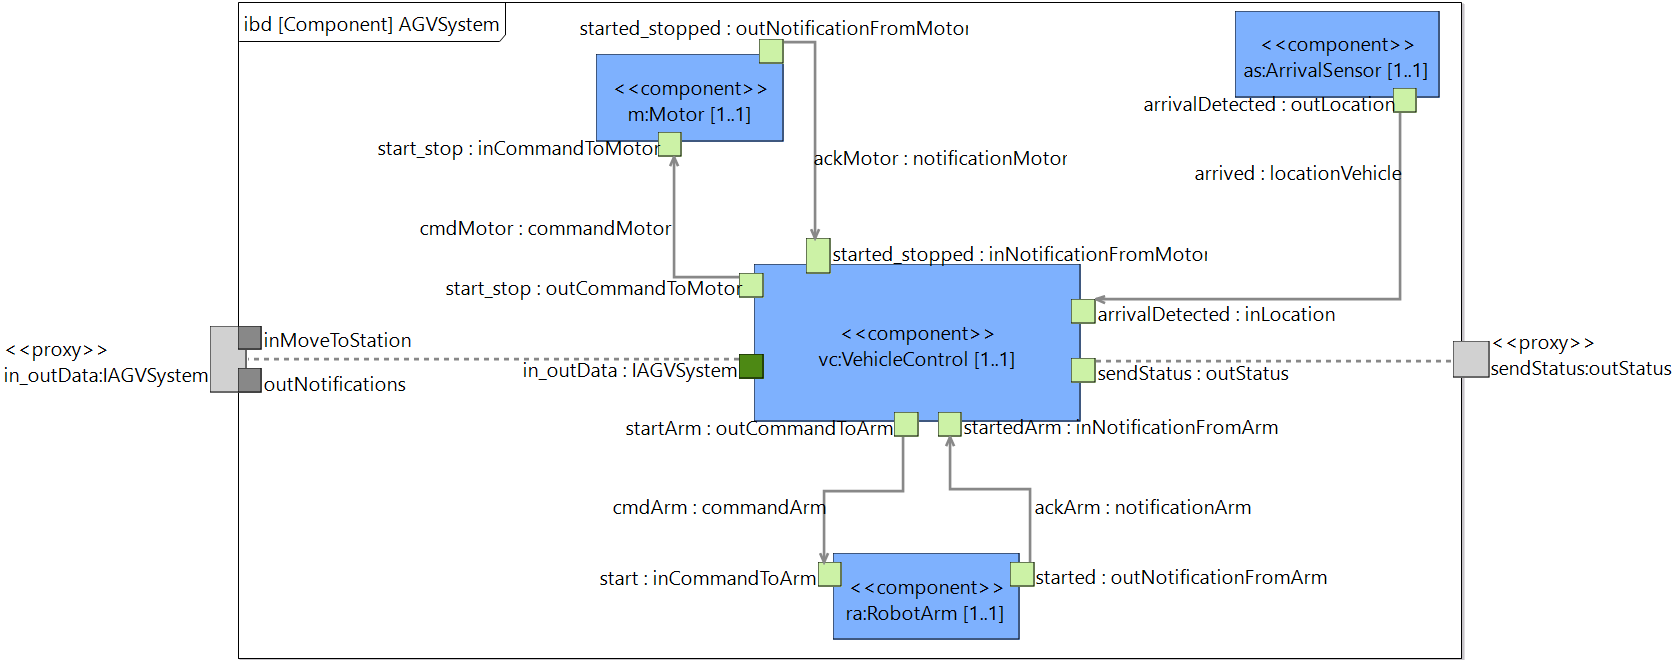 ibd [Component] AGVSystem
started_stopped : outNotificationFromMotor
<<component>>
m:Motor [1..1]
<<component>>
as:ArrivalSensor [1..1]
arrivalDetected : outLocation
start_stop : inCommandToMotor
ackMotor : notificationMotor
arrived : locationVehicle
cmdMotor : commandMotor
started_stopped : inNotificationFromMotor
start_stop : outCommandToMotor
arrivalDetected : inLocation
<<component>>
vc:VehicleControl [1..1]
inMoveToStation
<<proxy>>
in_outData:IAGVSystem
outNotifications
in_outData : IAGVSystem
sendStatus : outStatus
<<proxy>>
sendStatus:outStatus
startArm : outCommandToArm
startedArm : inNotificationFromArm
cmdArm : commandArm
ackArm : notificationArm
start : inCommandToArm
<<component>>
ra:RobotArm [1..1]
started : outNotificationFromArm